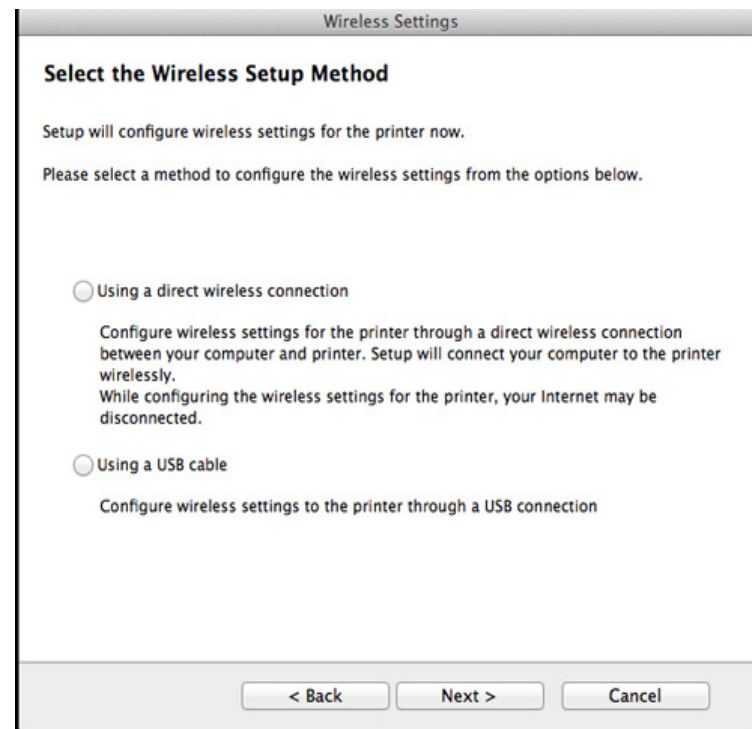 Wireless Settings
Select the Wireless Setup Method
Setup will configure wireless settings for the printer now.
Please select a method to configure the wireless settings from the options below.
Using a direct wireless connection
Configure wireless settings for the printer through a direct wireless connection
between your computer and printer. Setup will connect your computer to the printer
wirelessly.
While configuring the wireless settings for the printer, your Internet may be
disconnected.
Using a USB cable
Configure wireless settings to the printer through a USB connection
< Back Next > Cancel